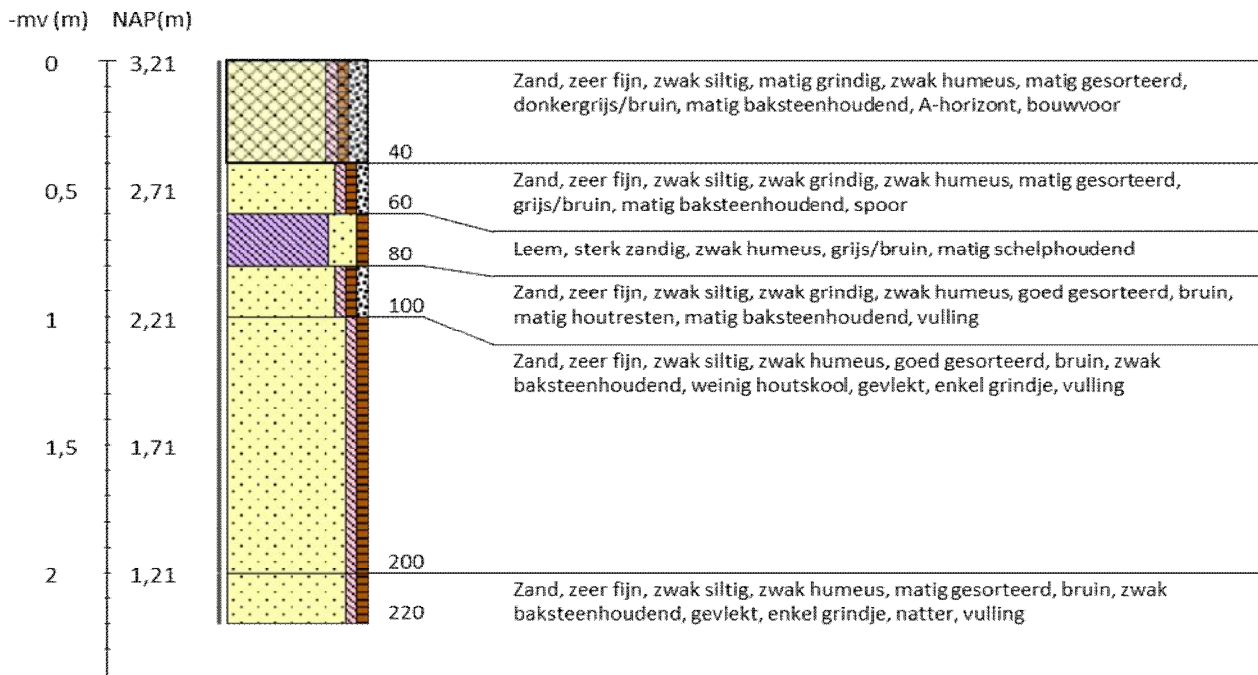 -mv (m) NAP(m)
0 3,21
Zand, zeer fijn, zwak siltig, matig grindig, zwak humeus, matig gesorteerd,
donkergrijs/bruin, matig baksteenhoudend, A-horizont, bouwvoor
40
0,5 2,71
Zand, zeer fijn, zwak siltig, zwak grindig, zwak humeus, matig gesorteerd,
grijs/bruin, matig baksteenhoudend, spoor
60
Leem, sterk zandig, zwak humeus, grijs/bruin, matig schelphoudend
80
Zand, zeer fijn, zwak siltig, zwak grindig, zwak humeus, goed gesorteerd, bruin,
matig houtresten, matig baksteenhoudend, vulling
100
1 2,21
Zand, zeer fijn, zwak siltig, zwak humeus, goed gesorteerd, bruin, zwak
baksteenhoudend, weinig houtskool, gevlekt, enkel grindje, vulling
1,5 1,71
200
2 1,21
Zand, zeer fijn, zwak siltig, zwak humeus, matig gesorteerd, bruin, zwak
baksteenhoudend, gevlekt, enkel grindje, natter, vulling
220